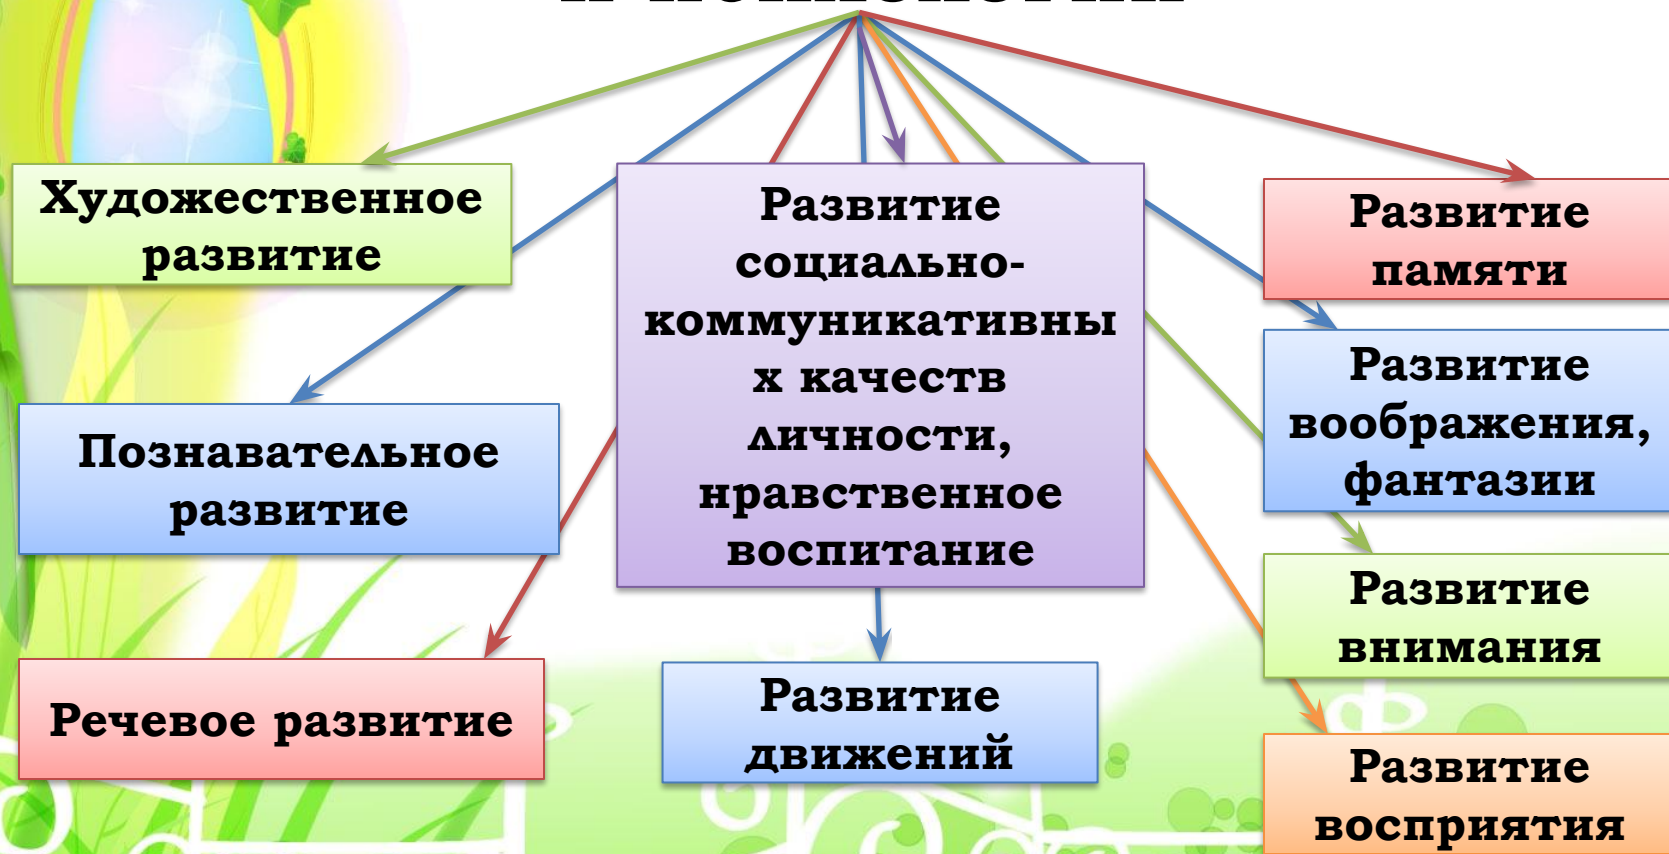 Художественное
развитие
Познавательное
развитие
Речевое развитие
Развитие
социально-
коммуникативны
х качеств
личности,
нравственное
воспитание
Развитие
движений
Развитие
памяти
Развитие
воображения,
фантазии
Развитие
внимания
Развитие
восприятия